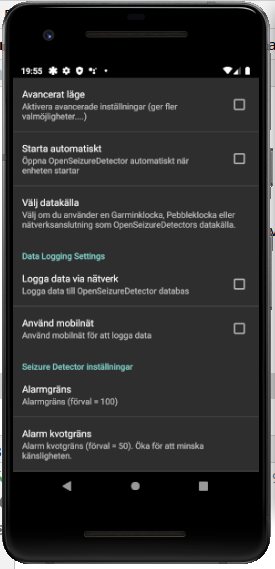 19:55
Avancerat läge
Aktivera avancerade inställningar (ger fler
valmöjligheter....)
Starta automatiskt
Öppna OpenSeizureDetector automatiskt när
enheten startar
Välj datakälla
Välj om du använder en Garminklocka, Pebbleklocka eller
nätverksanslutning som OpenSeizureDetectors datakälla.
Data Logging Settings
Logga data via nätverk
Logga data till OpenSeizureDetector databas
Använd mobilnät
Använd mobilnät för att logga data
Seizure Detector inställningar
Alarmgräns
Alarmgräns (förval = 100)
Alarm kvotgräns
Alarm kvotgräns (förval = 50). Öka för att minska
känsligheten.